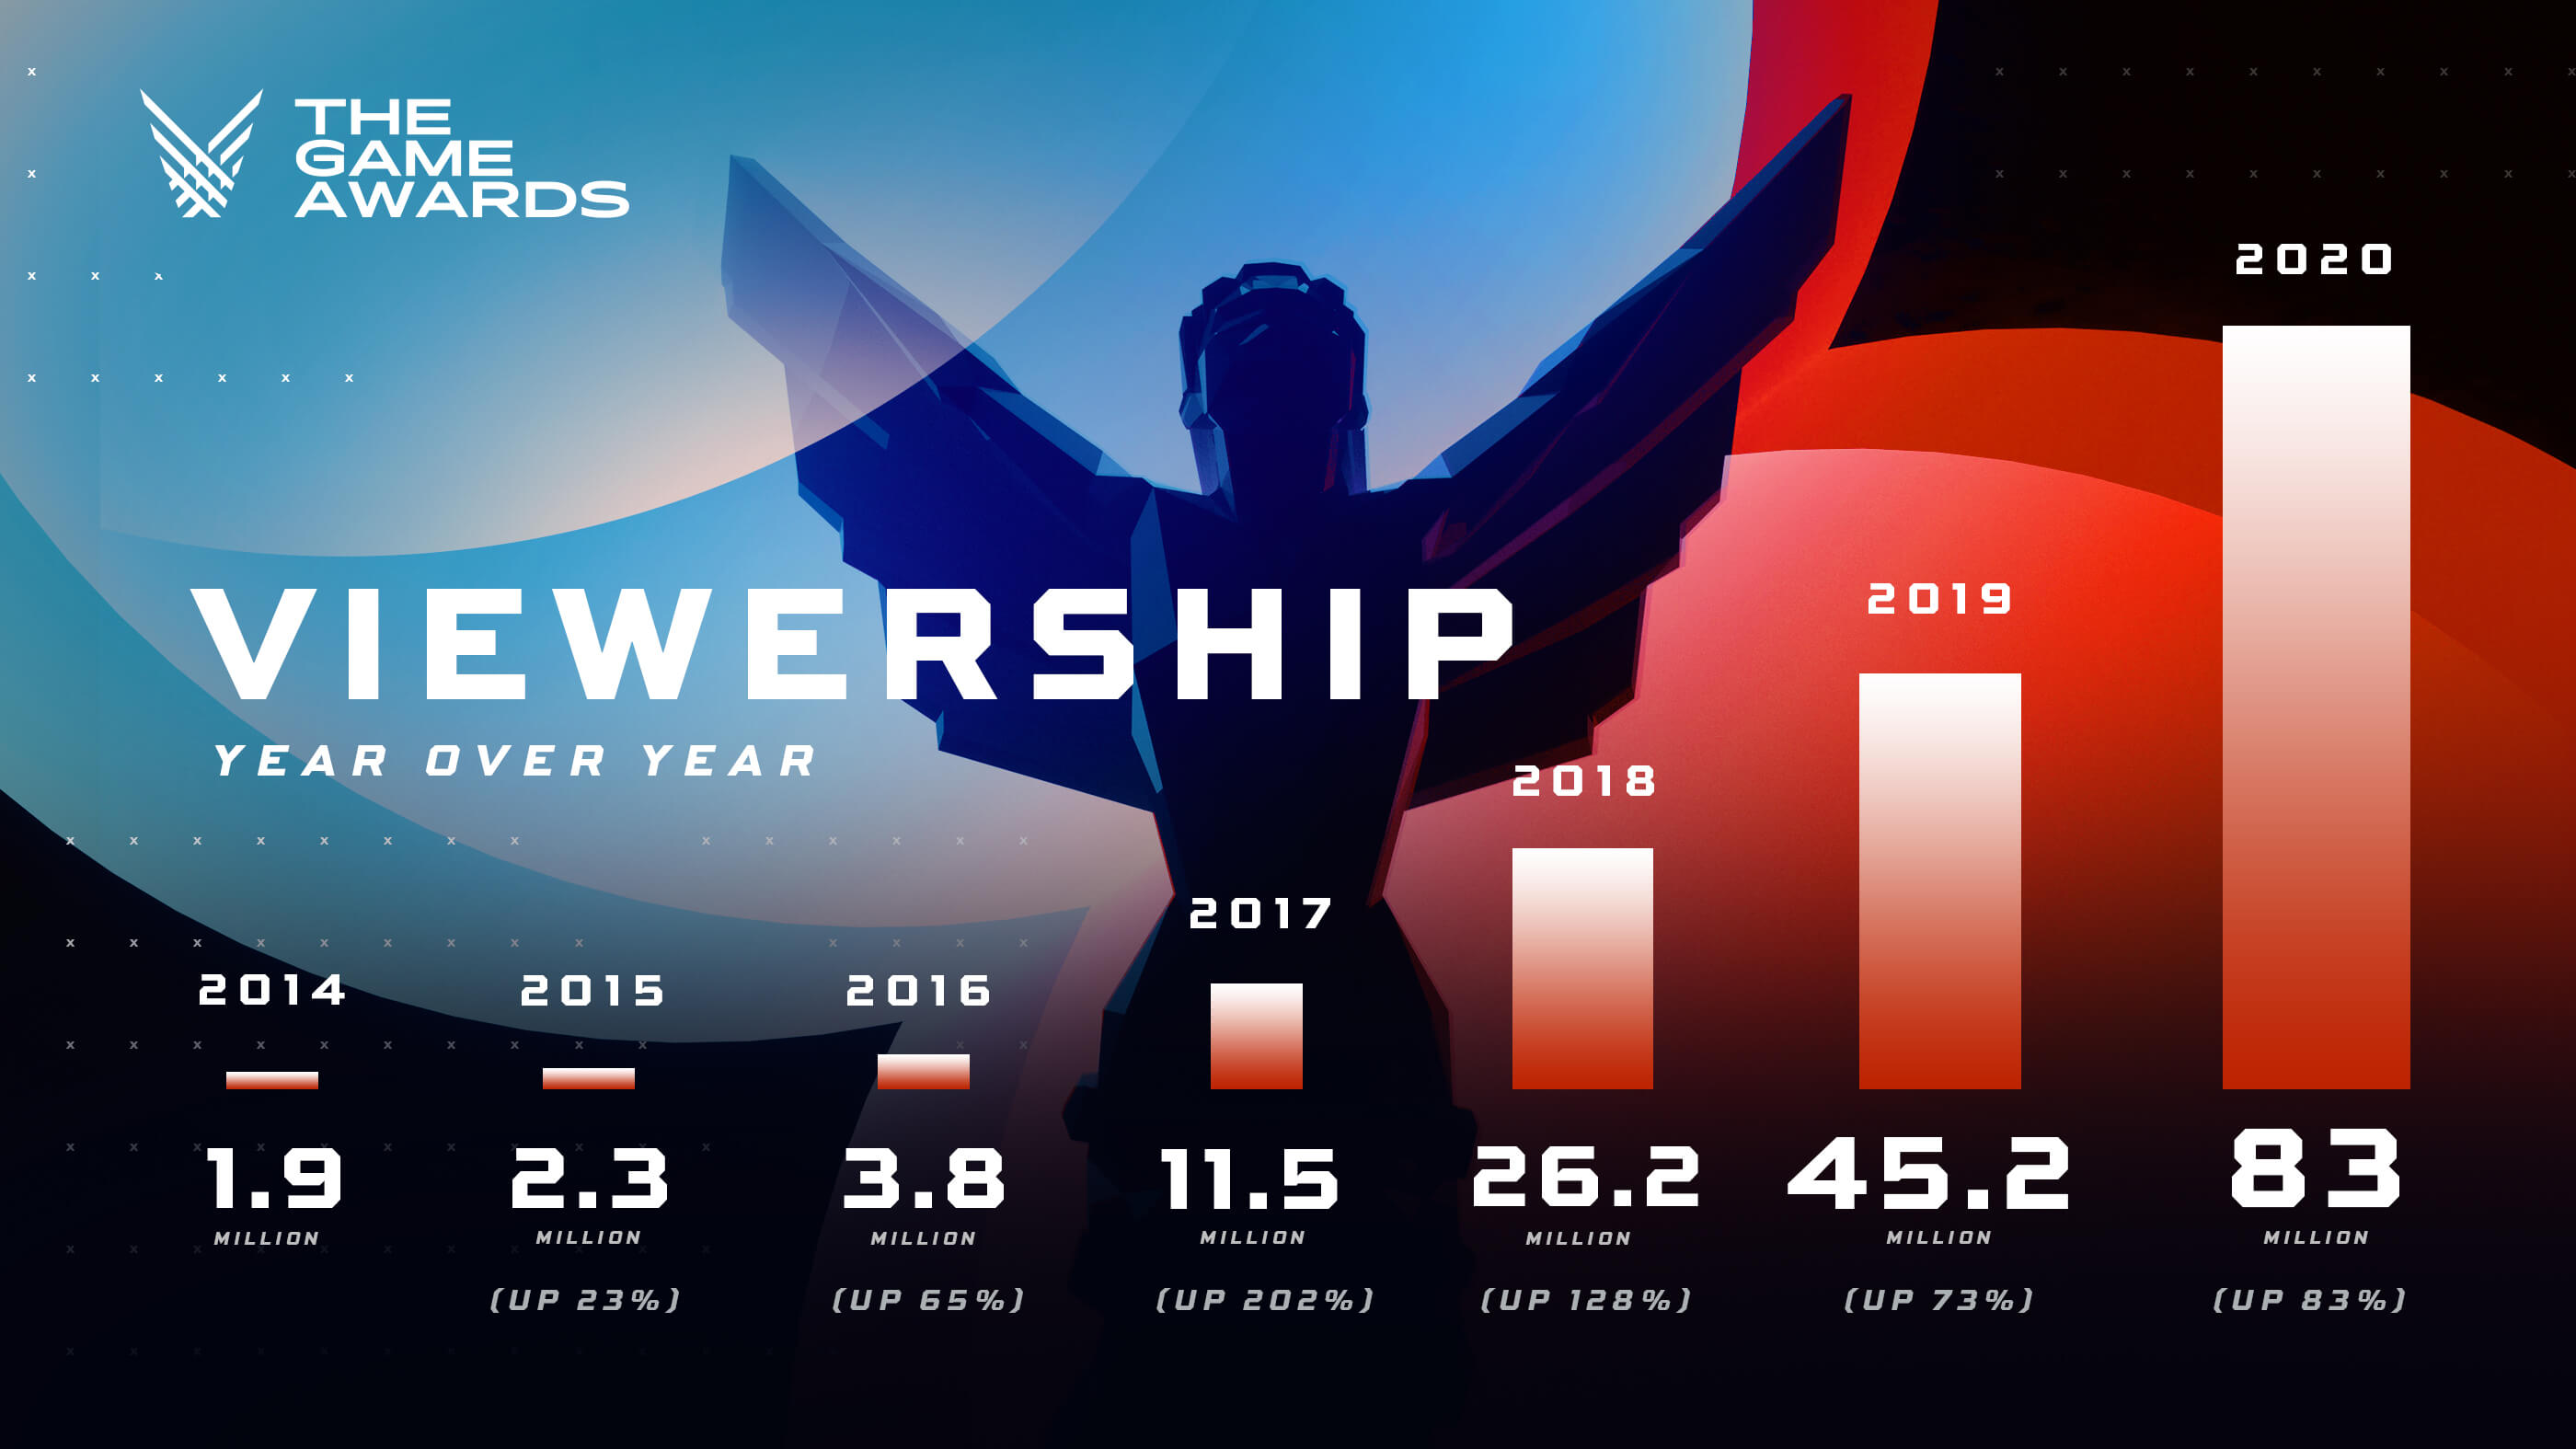 THE
GAME
AWARDS
VIEWERSHIP
YEAR OVER YEAR
2014
1.9
MILLION
2015
2.3
MILLION
(UP 23%)
2016
3.8
MILLION
(UP 65%)
2017
11.5
MILLION
(UP 202%)
2018
26.2
MILLION
(UP 128%)
2019
45.2
MILLION
(UP 73%)
2020
83
MILLION
(UP 83%)